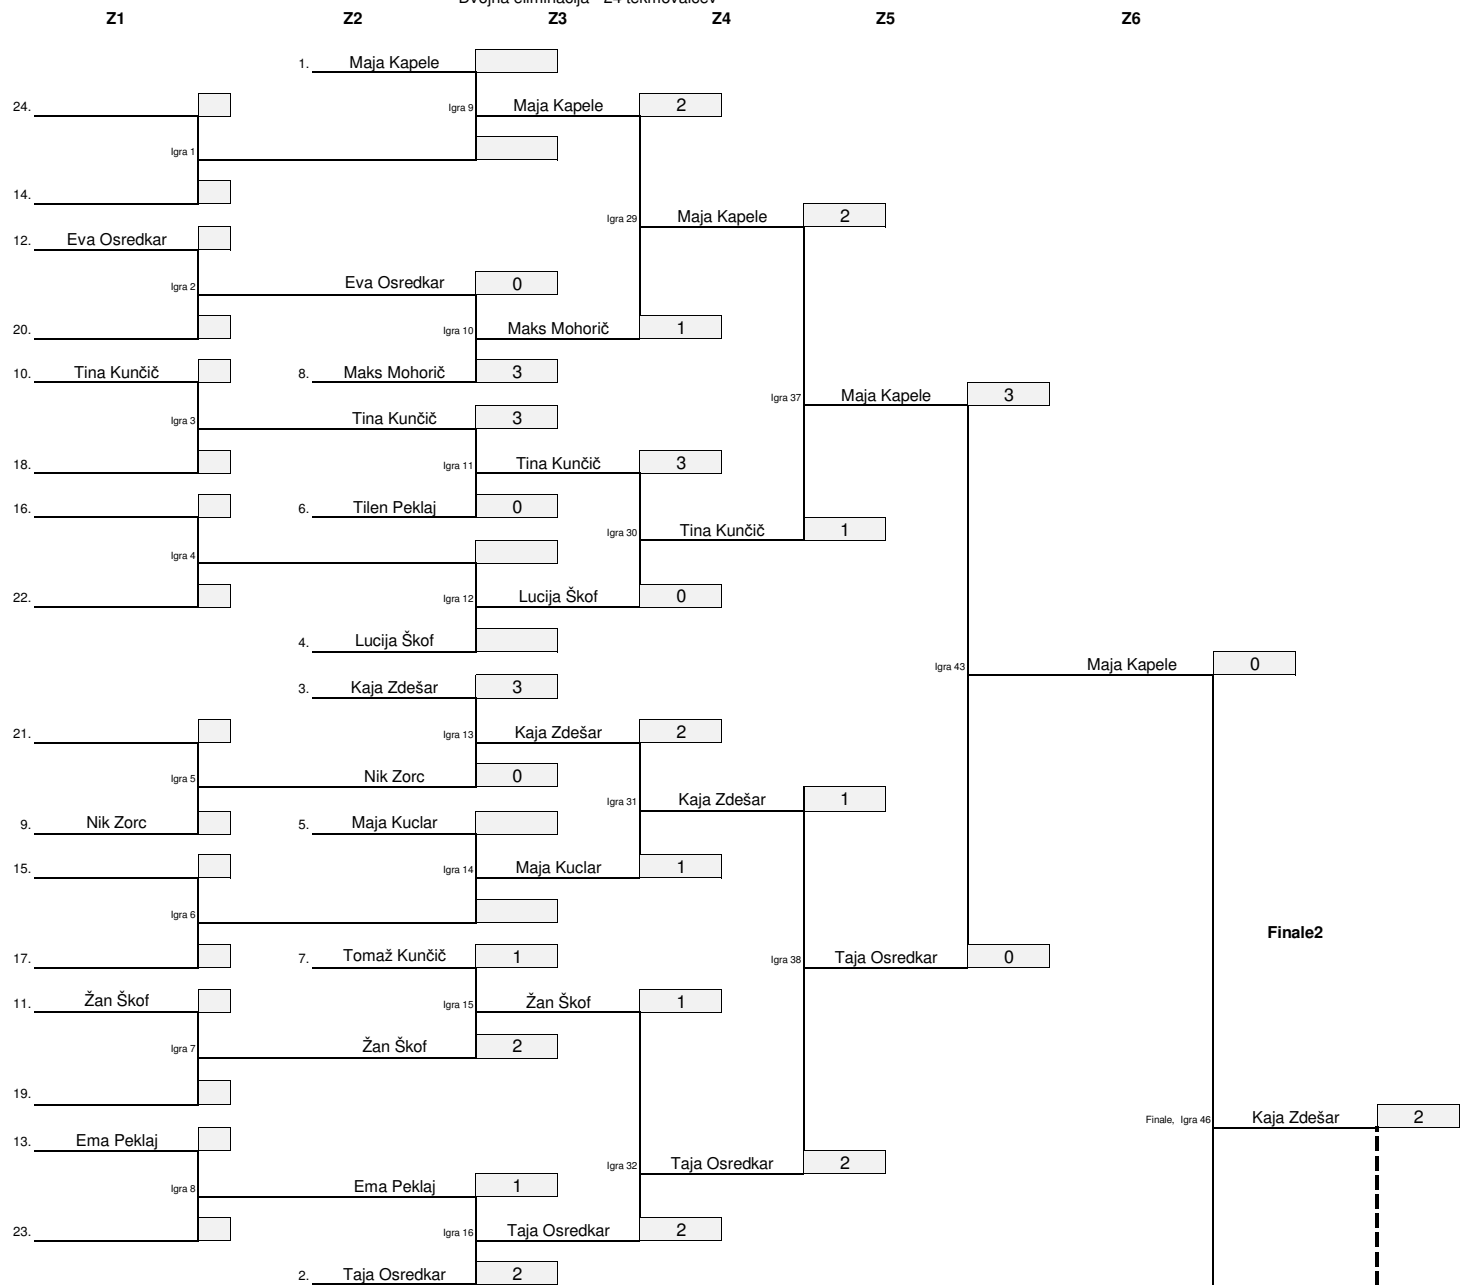 Dvojna eliminacija - 24 tekmovalcev
Z1 Z2 Z3 Z4 Z5 Z6
1. Maja Kapele
24. Igra 9 Maja Kapele 2
Igra 1
14.
Igra 29 Maja Kapele 2
12. Eva Osredkar
Igra 2 Eva Osredkar 0
20. Igra 10 Maks Mohorič 1
10. Tina Kunčič 8. Maks Mohorič 3
Igra 37 Maja Kapele 3
Igra 3 Tina Kunčič 3
18. Igra 11 Tina Kunčič 3
16. 6. Tilen Peklaj 0
Igra 30 Tina Kunčič 1
Igra 4
22. Igra 12 Lucija Škof 0
4. Lucija Škof
Igra 43 Maja Kapele 0
3. Kaja Zdešar 3
21. Igra 13 Kaja Zdešar 2
Igra 5 Nik Zorc 0
Igra 31 Kaja Zdešar 1
9. Nik Zorc 5. Maja Kuclar
15. Igra 14 Maja Kuclar 1
Igra 6
Finale2
17. 7. Tomaž Kunčič 1 Igra 38 Taja Osredkar 0
11. Žan Škof Igra 15 Žan Škof 1
Igra 7 Žan Škof 2
19.
Finale, Igra 46 Kaja Zdešar 2
13. Ema Peklaj
Igra 32 Taja Osredkar 2
Igra 8 Ema Peklaj 1
23. Igra 16 Taja Osredkar 2
2. Taja Osredkar 2